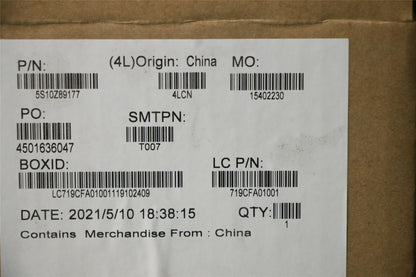 P/N: (4L)Origin: China MO:
5S10Z89177 4LCN 15402230
PO: SMTPN:
4501636047 T007
BOXID: LC P/N:
LC719CFA01001119102409 719CFA01001
DATE: 2021/5/10 18:38:15 QTY:
1
Contains Merchandise From : China